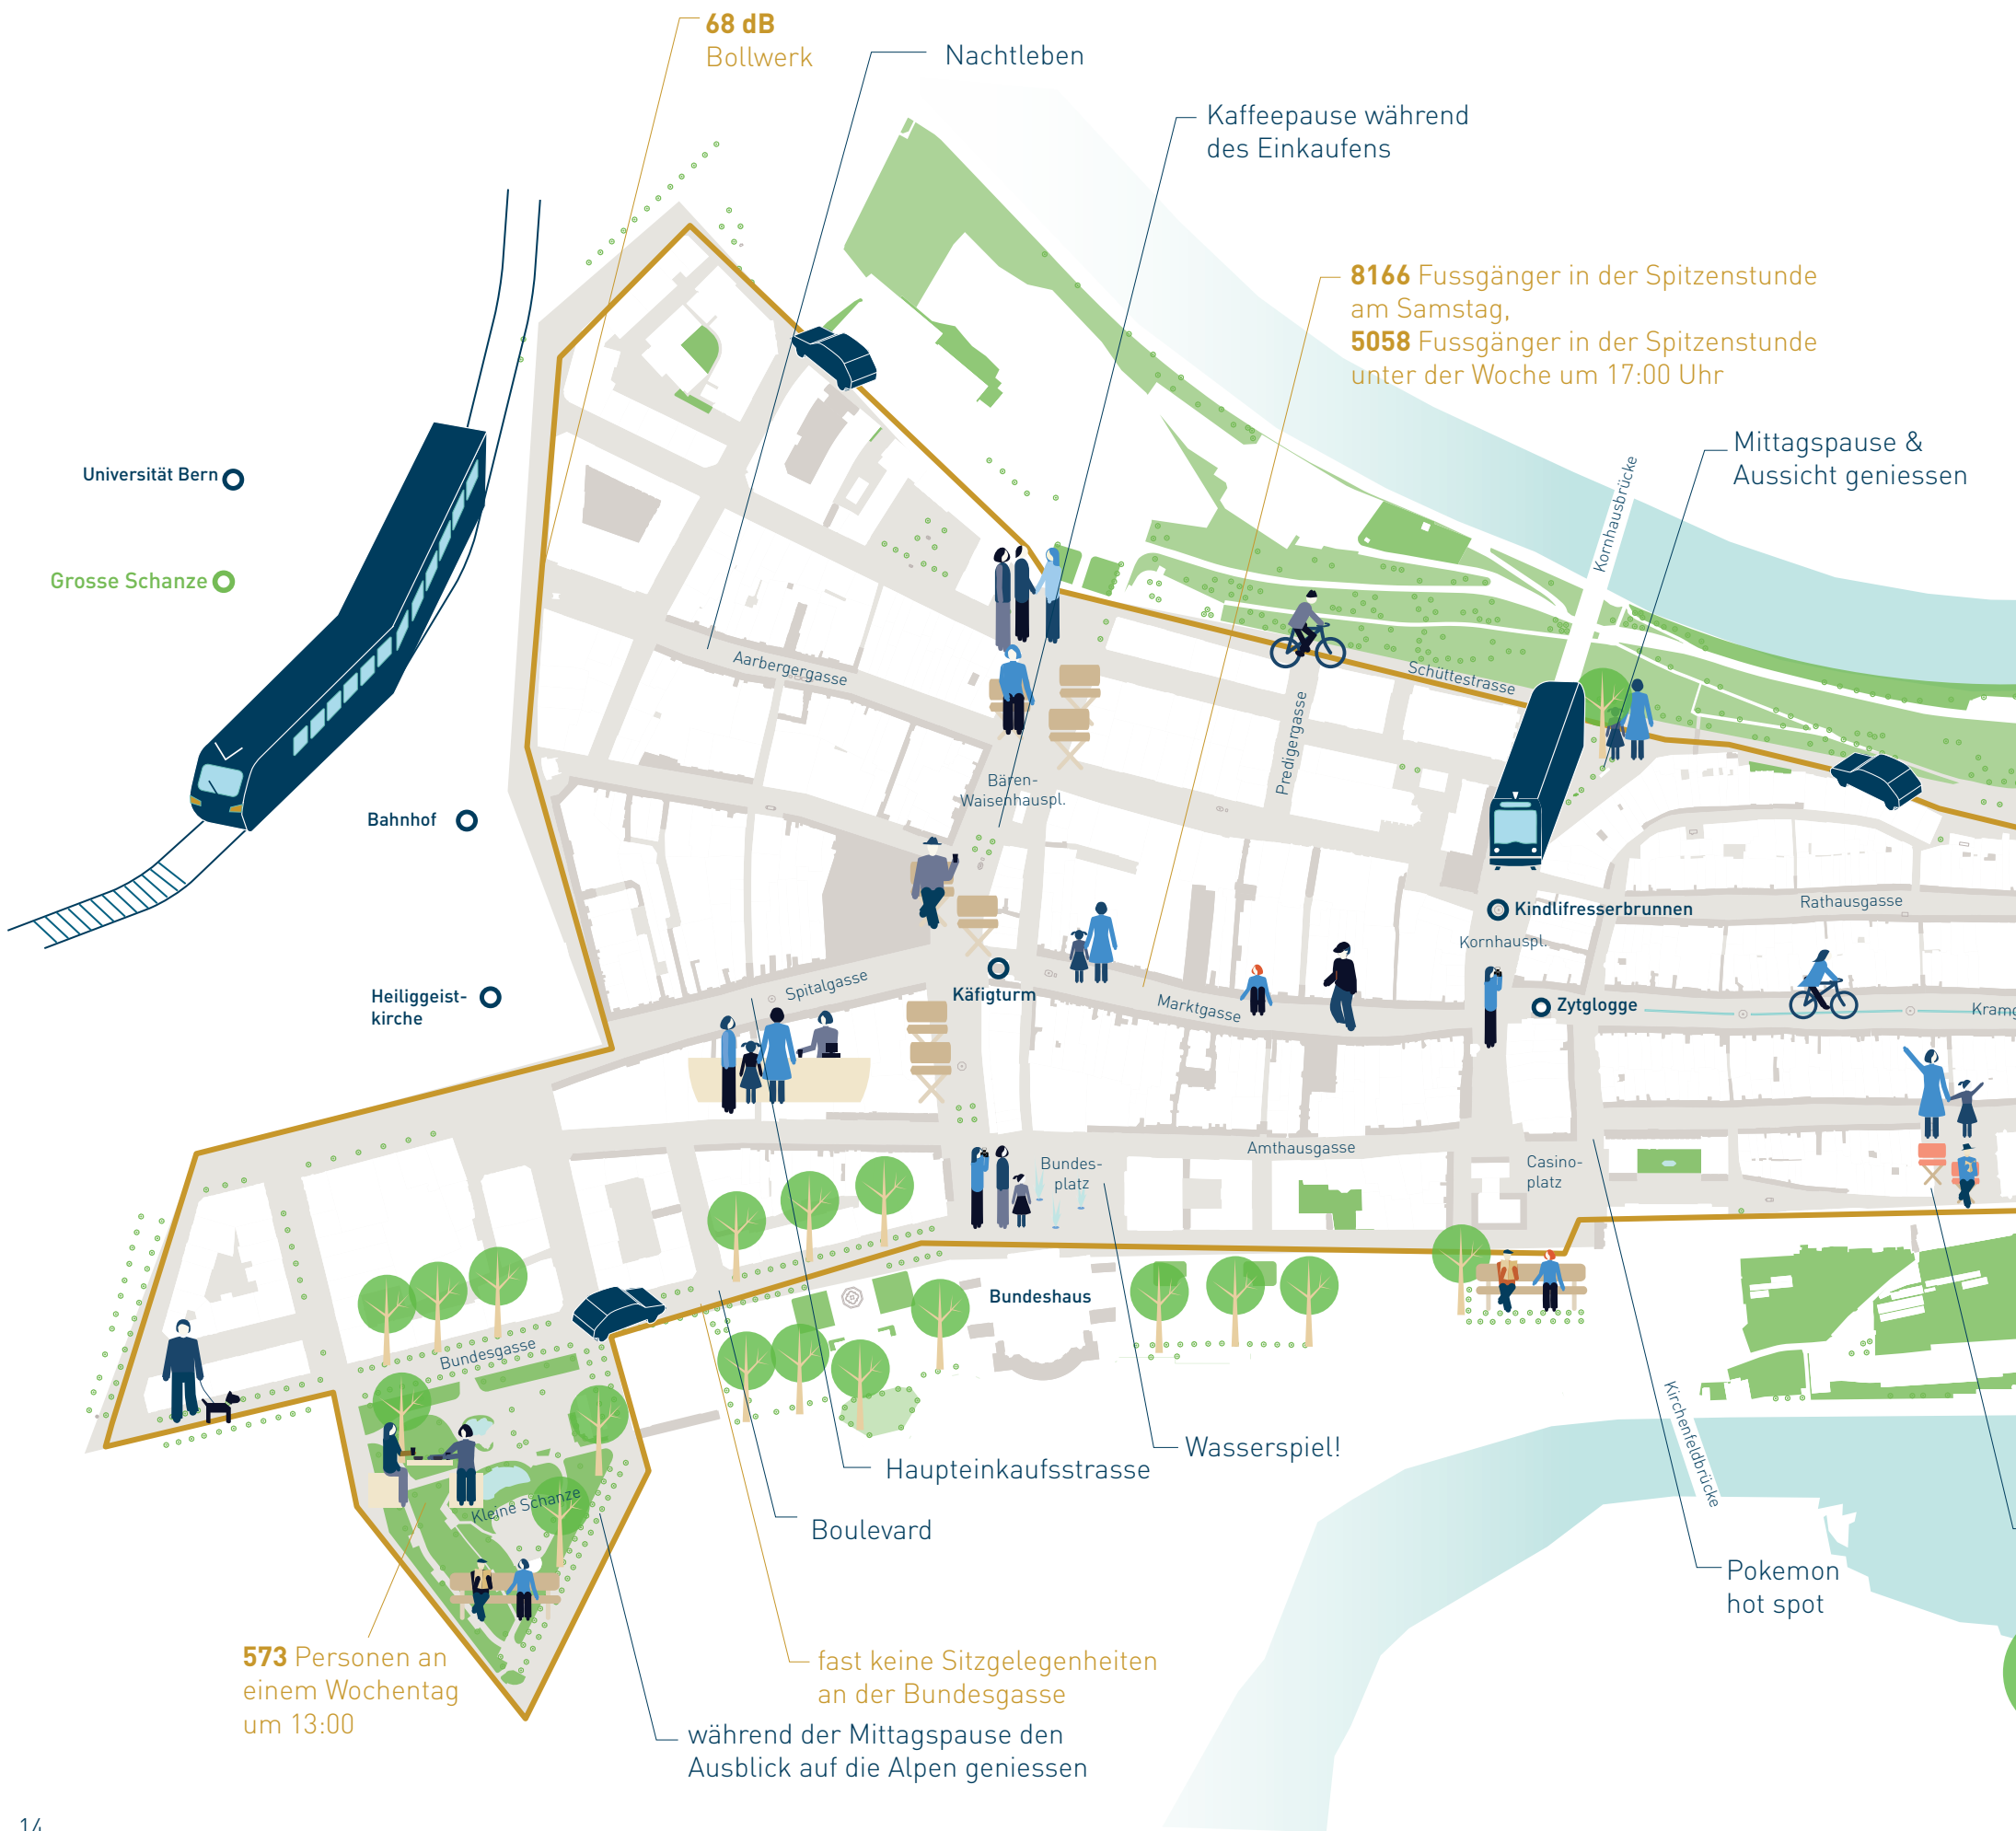 68 dB
Bollwerk
Nachtleben
Kaffeepause während
des Einkaufens
8166 Fussgänger in der Spitzenstunde
am Samstag,
5058 Fussgänger in der Spitzenstunde
unter der Woche um 17:00 Uhr
Mittagspause &
Aussicht geniessen
Kornhausbrücke
Universität Bern
Grosse Schanze
Aarbergergasse
Schüttestrasse
Predigergasse
Bären-
Waisenhauspl.
Bahnhof
Rathausgasse
Kindlifresserbrunnen
Kornhauspl.
Heiliggeist-
kirche
Spitalgasse
Käfigturm
Marktgasse
Zytglogge
Kramg
Amthausgasse
Bundes-
platz
Casino-
platz
Bundeshaus
Bundesgasse
Kirchenfeldbrücke
Kleine Schanze
Wasserspiel!
Haupteinkaufsstrasse
Boulevard
Pokemon
hot spot
573 Personen an
einem Wochentag
um 13:00
fast keine Sitzgelegenheiten
an der Bundesgasse
während der Mittagspause den
Ausblick auf die Alpen geniessen
14